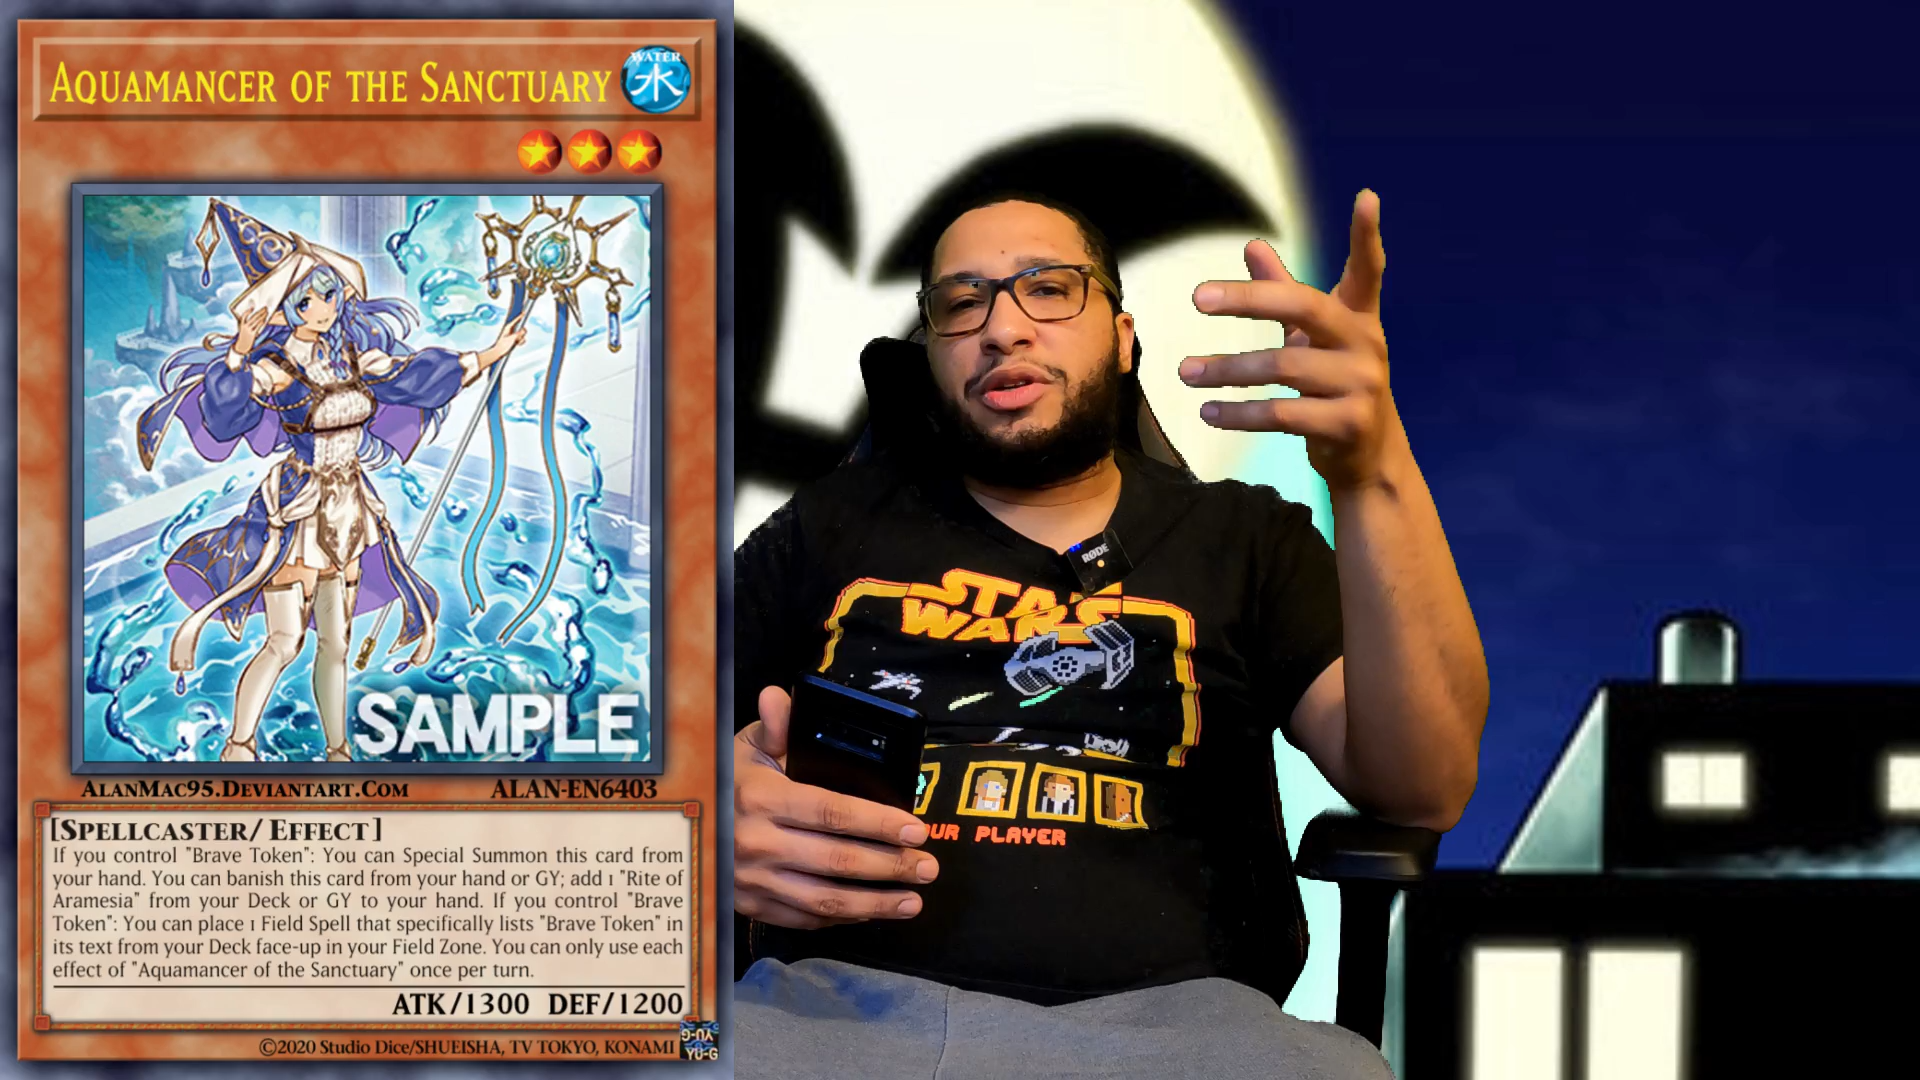 AQUAMANCER OF THE SANCTUARY
WATER
水
SAMPLE
ALANMAC95.DEVIANTART.COM
ALAN-EN6403
[SPELLCASTER/ EFFECT]
If you control "Brave Token": You can Special Summon this card from
your hand. You can banish this card from your hand or GY; add 1 "Rite of
Aramesia" from your Deck or GY to your hand. If you control "Brave
Token": You can place 1 Field Spell that specifically lists "Brave Token" in
its text from your Deck face-up in your Field Zone. You can only use each
effect of "Aquamancer of the Sanctuary" once per turn.
ATK/1300 DEF/1200
©2020 Studio Dice/SHUEISHA, TV TOKYO, KONAMI
RØDE
STAR
WARS
PLAYER